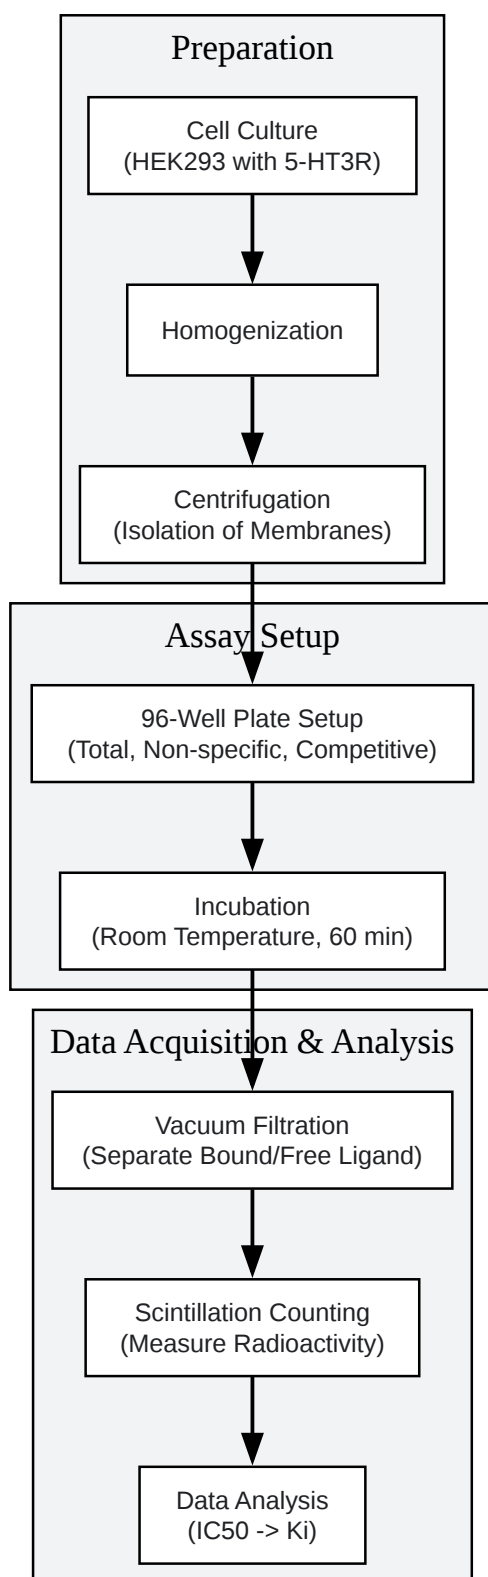 Preparation
Cell Culture
(HEK293 with 5-HT3R)
Homogenization
Centrifugation
(Isolation of Membranes)
Assay Setup
96-Well Plate Setup
(Total, Non-specific, Competitive)
Incubation
(Room Temperature, 60 min)
Data Acquisition & Analysis
Vacuum Filtration
(Separate Bound/Free Ligand)
Scintillation Counting
(Measure Radioactivity)
Data Analysis
(IC50 -> Ki)